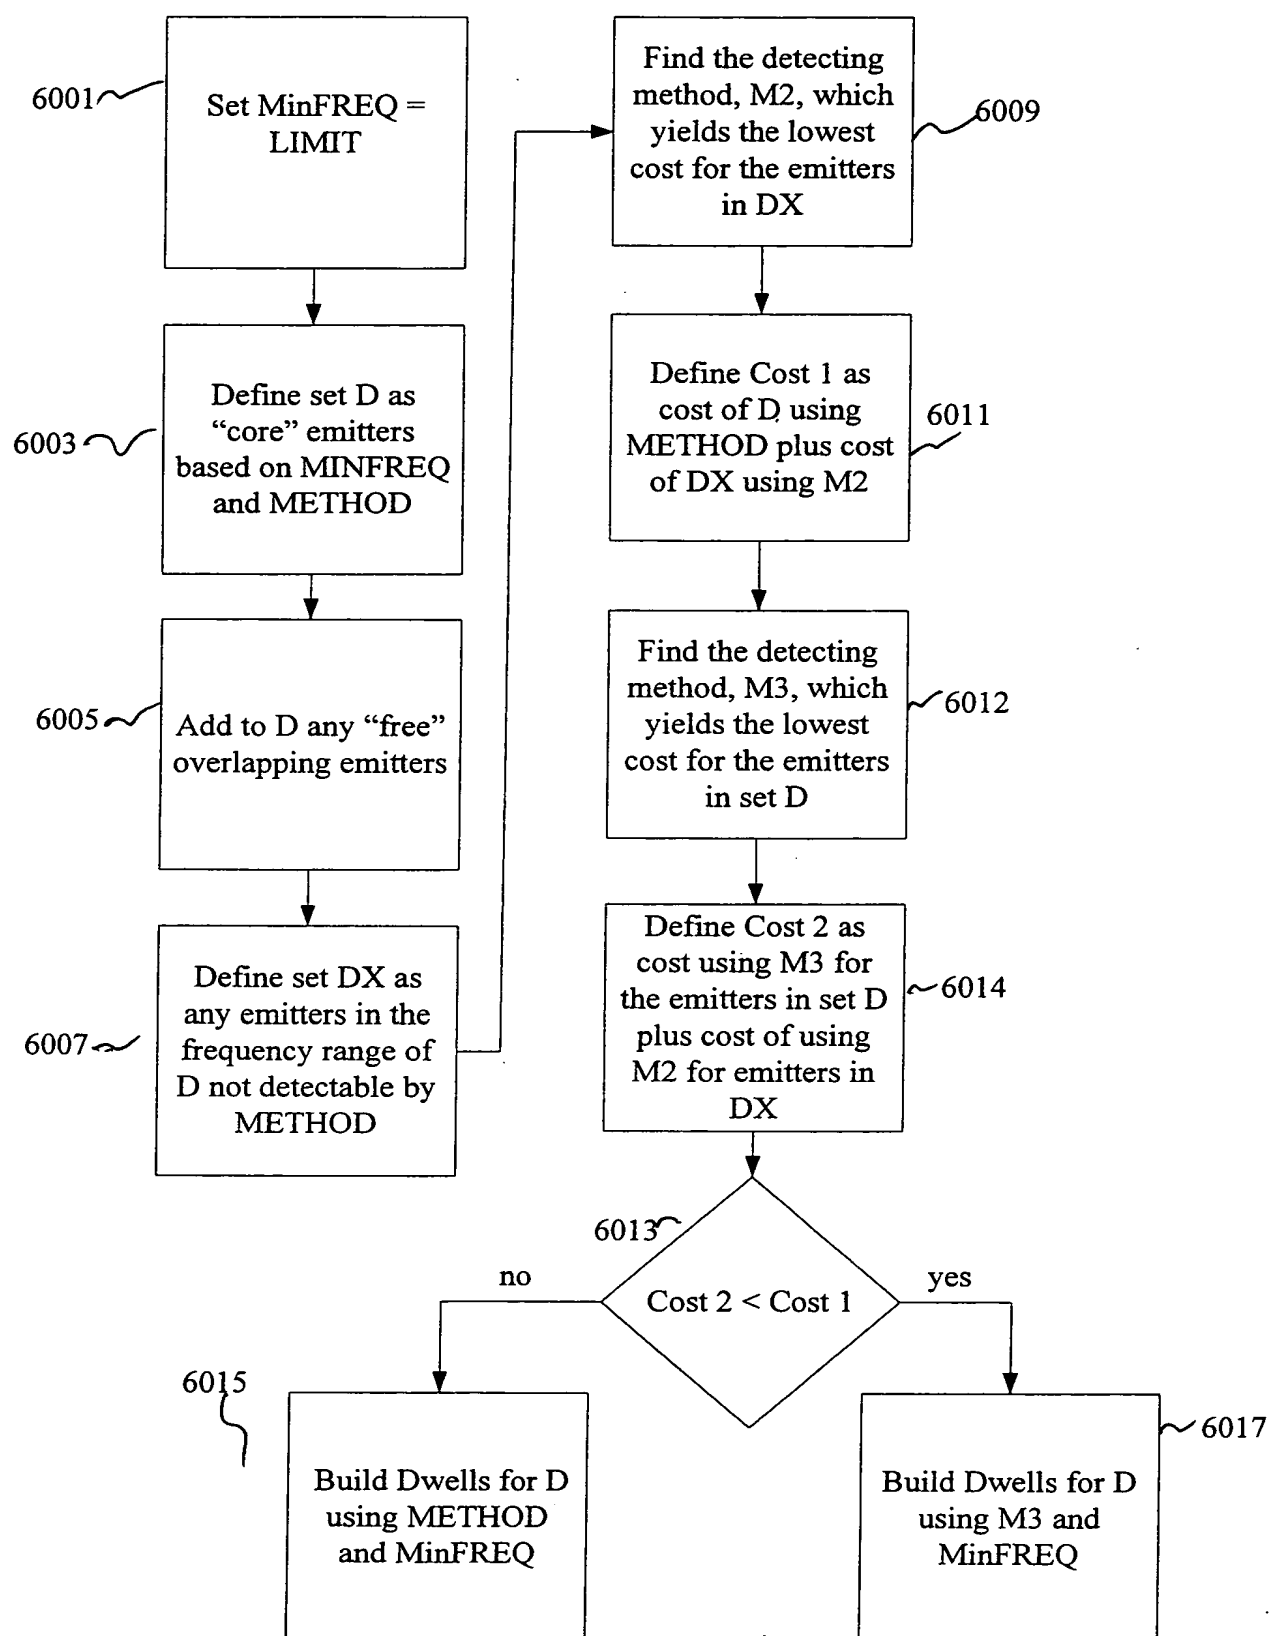 6001
Set MinFREQ =
LIMIT
6003
Define set D as
“core” emitters
based on MINFREQ
and METHOD
6005
Add to D any “free”
overlapping emitters
6007
Define set DX as
any emitters in the
frequency range of
D not detectable by
METHOD
Find the detecting
method, M2, which
yields the lowest
cost for the emitters
in DX
6009
Define Cost 1 as
cost of D using
METHOD plus cost
of DX using M2
6011
Find the detecting
method, M3, which
yields the lowest
cost for the emitters
in set D
6012
Define Cost 2 as
cost using M3 for
the emitters in set D
plus cost of using
M2 for emitters in
DX
6014
6013
Cost 2 < Cost 1
no
yes
6015
Build Dwells for D
using METHOD
and MinFREQ
6017
Build Dwells for D
using M3 and
MinFREQ